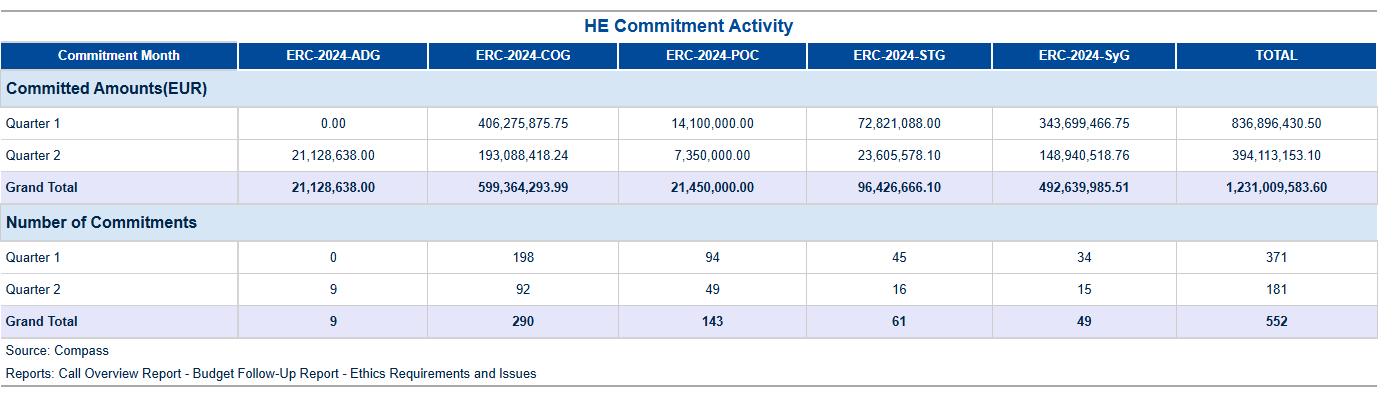 HE Commitment Activity
Commitment Month ERC-2024-ADG ERC-2024-COG ERC-2024-POC ERC-2024-STG ERC-2024-SyG TOTAL
Committed Amounts(EUR)
Quarter 1 0.00 406,275,875.75 14,100,000.00 72,821,088.00 343,699,466.75 836,896,430.50
Quarter 2 21,128,638.00 193,088,418.24 7,350,000.00 23,605,578.10 148,940,518.76 394,113,153.10
Grand Total 21,128,638.00 599,364,293.99 21,450,000.00 96,426,666.10 492,639,985.51 1,231,009,583.60
Number of Commitments
Quarter 1 0 198 94 45 34 371
Quarter 2 9 92 49 16 15 181
Grand Total 9 290 143 61 49 552
Source: Compass
Reports: Call Overview Report - Budget Follow-Up Report - Ethics Requirements and Issues